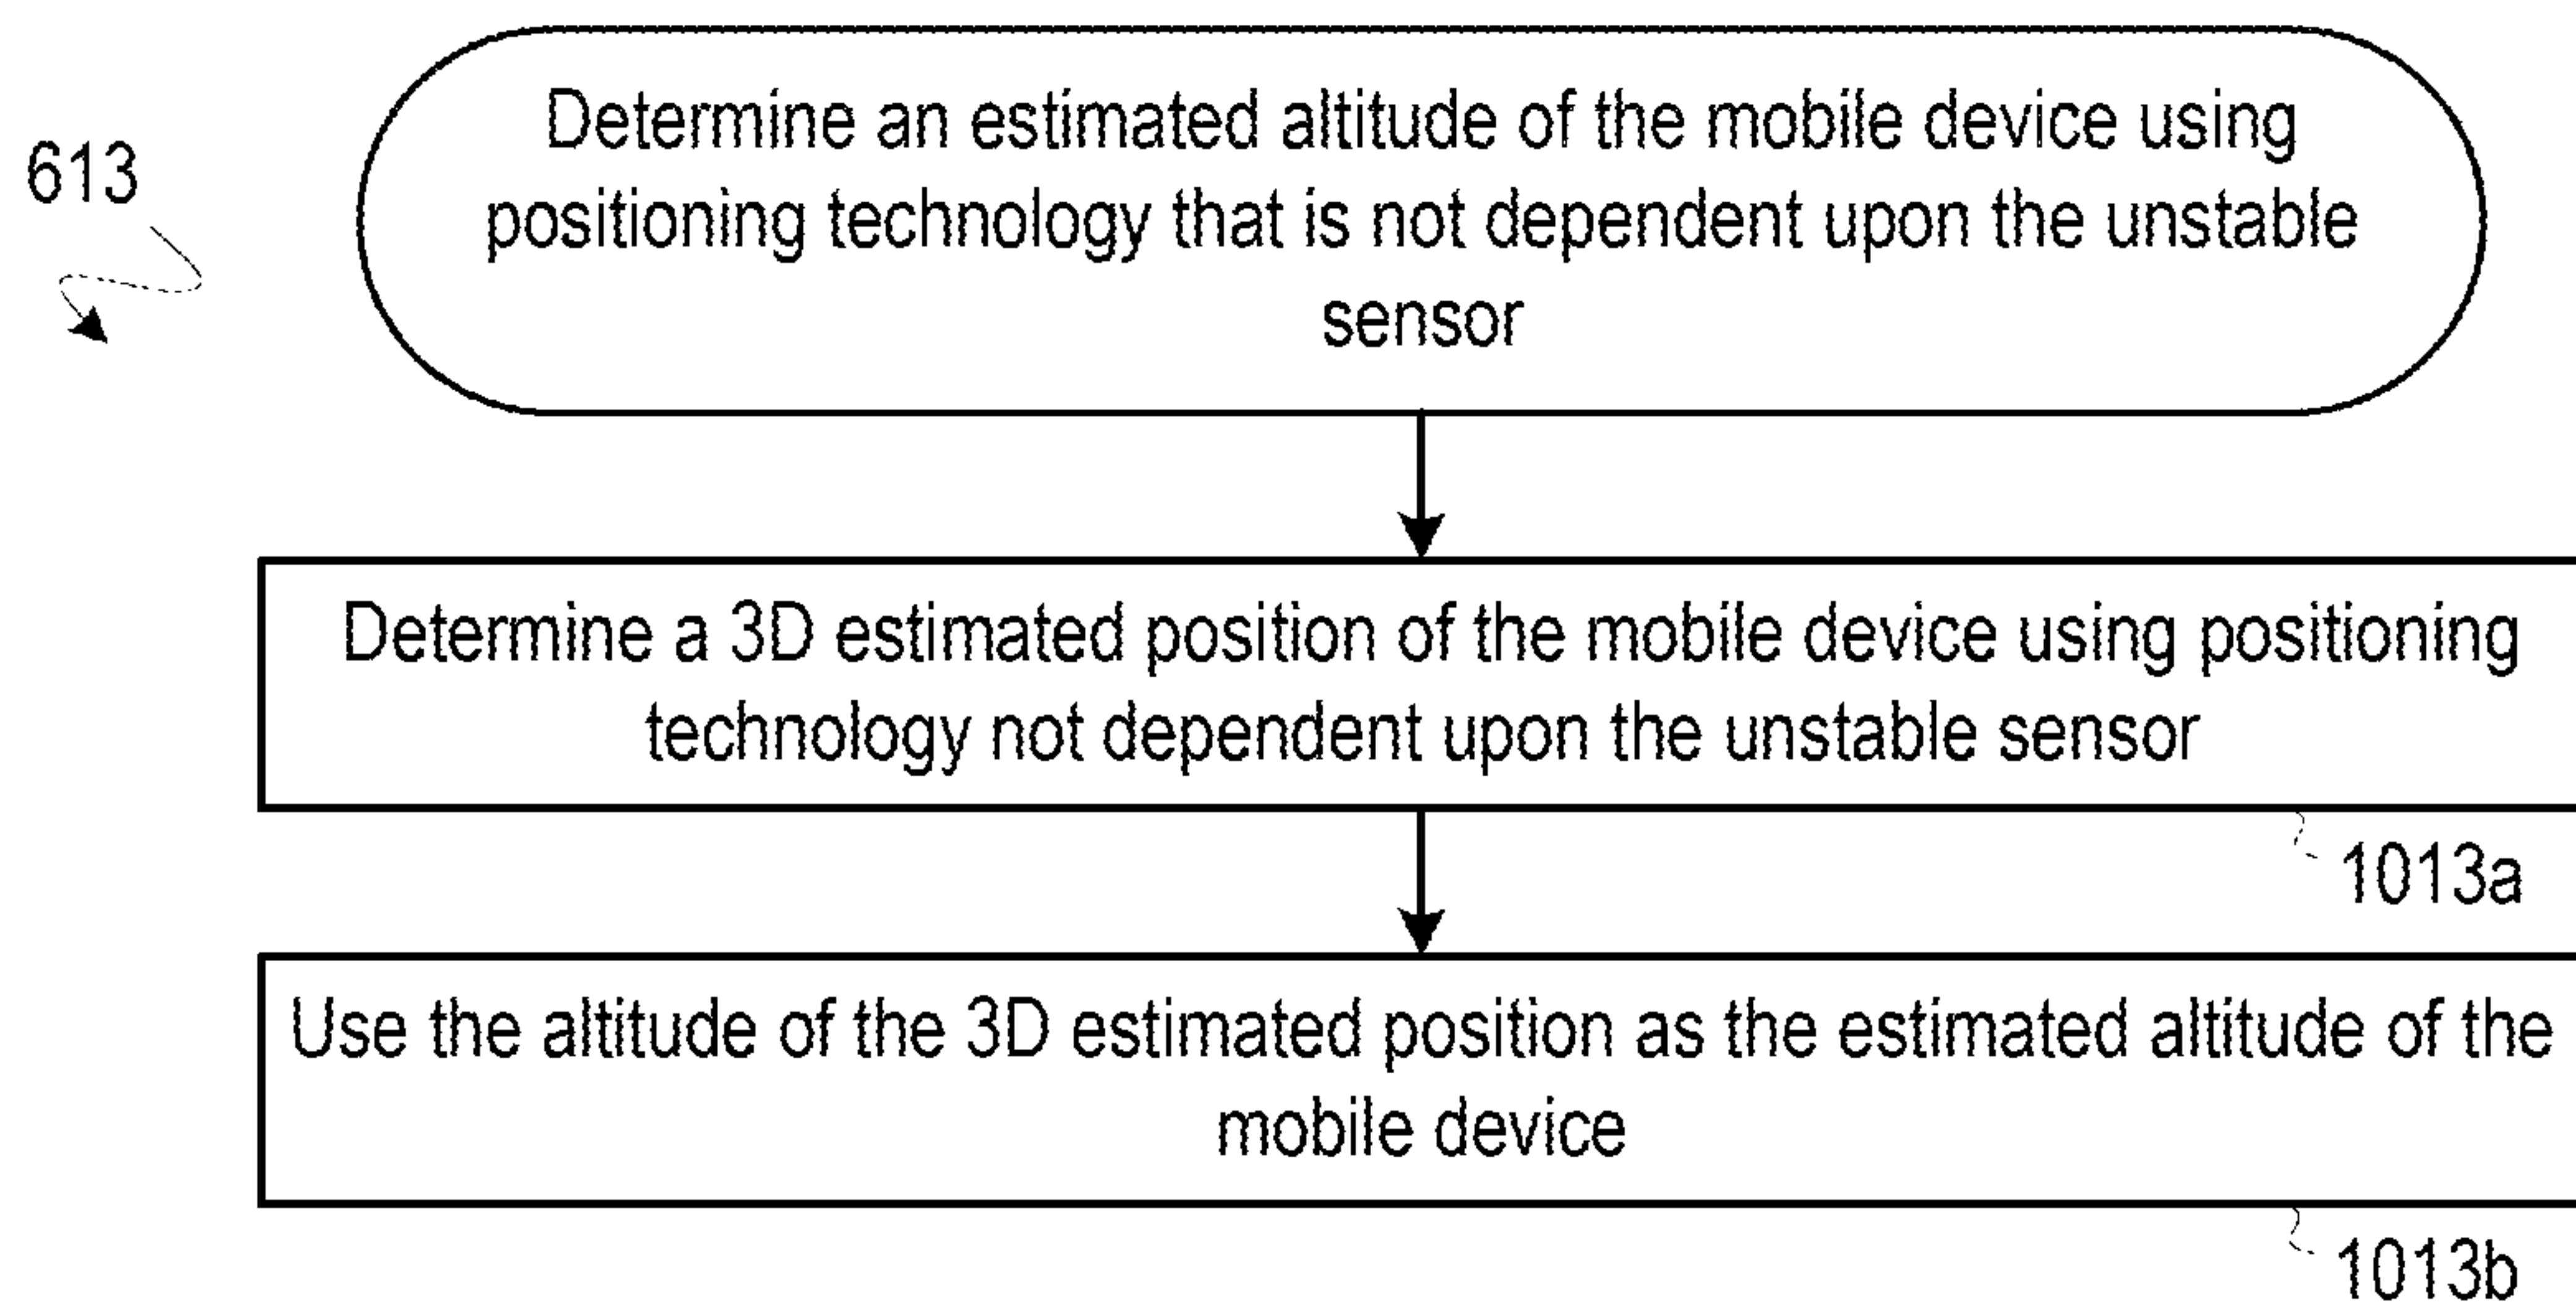 613
Determine an estimated altitude of the mobile device using
positioning technology that is not dependent upon the unstable
sensor
Determine a 3D estimated position of the mobile device using positioning
technology not dependent upon the unstable sensor
1013a
Use the altitude of the 3D estimated position as the estimated altitude of the
mobile device
1013b